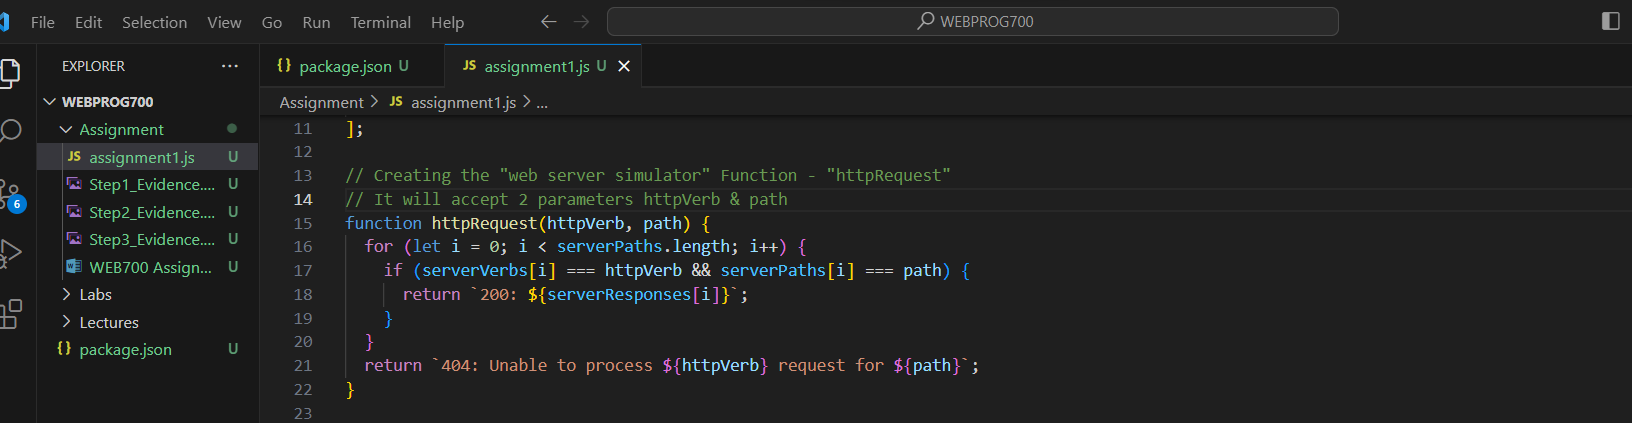 File Edit Selection View Go Run Terminal Help
WEBPROG700
EXPLORER
WEBPROG700
Assignment
JS assignment1.js U
Step1_Evidence.... U
Step2_Evidence.... U
Step3_Evidence.... U
WEB700 Assign... U
Labs
Lectures
{} package.json U
6
{} package.json U
JS assignment1.js U
Assignment > JS assignment1.js > ...
11 ];
12
13 // Creating the "web server simulator" Function - "httpRequest"
14 // It will accept 2 parameters httpVerb & path
15 function httpRequest(httpVerb, path) {
16 for (let i = 0; i < serverPaths.length; i++) {
17 if (serverVerbs[i] === httpVerb && serverPaths[i] === path) {
18 return `200: ${serverResponses[i]}`;
19 }
20 }
21 return `404: Unable to process ${httpVerb} request for ${path}`;
22 }
23